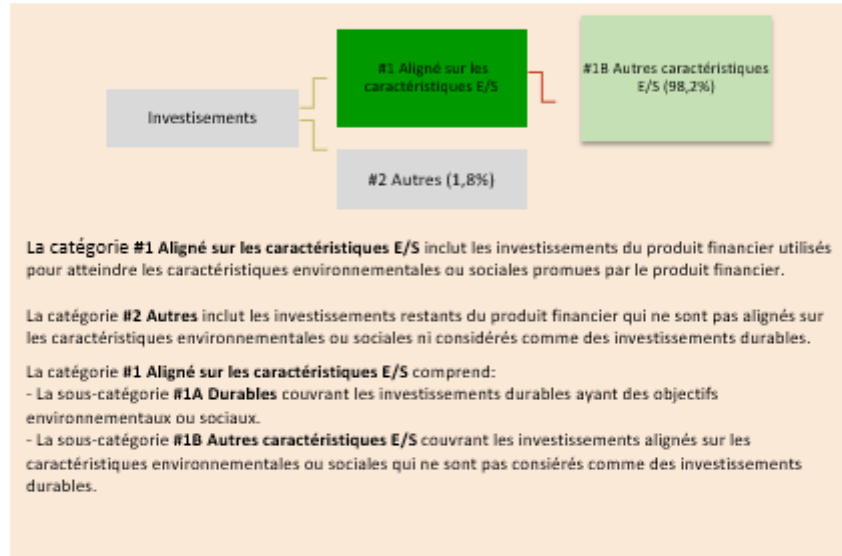 #1 Aligné sur les
caractéristiques E/S
#1B Autres caractéristiques
E/S (98,2%)
Investisements
#2 Autres (1,8%)
La catégorie #1 Aligné sur les caractéristiques E/S inclut les investissements du produit financier utilisés
pour atteindre les caractéristiques environnementales ou sociales promues par le produit financier.
La catégorie #2 Autres inclut les investissements restants du produit financier qui ne sont pas alignés sur
les caractéristiques environnementales ou sociales ni considérés comme des investissements durables.
La catégorie #1 Aligné sur les caractéristiques E/S comprend:
- La sous-catégorie #1A Durables couvrant les investissements durables ayant des objectifs
environnementaux ou sociaux.
- La sous-catégorie #1B Autres caractéristiques E/S couvrant les investissements alignés sur les
caractéristiques environnementales ou sociales qui ne sont pas consiérés comme des investissements
durables.